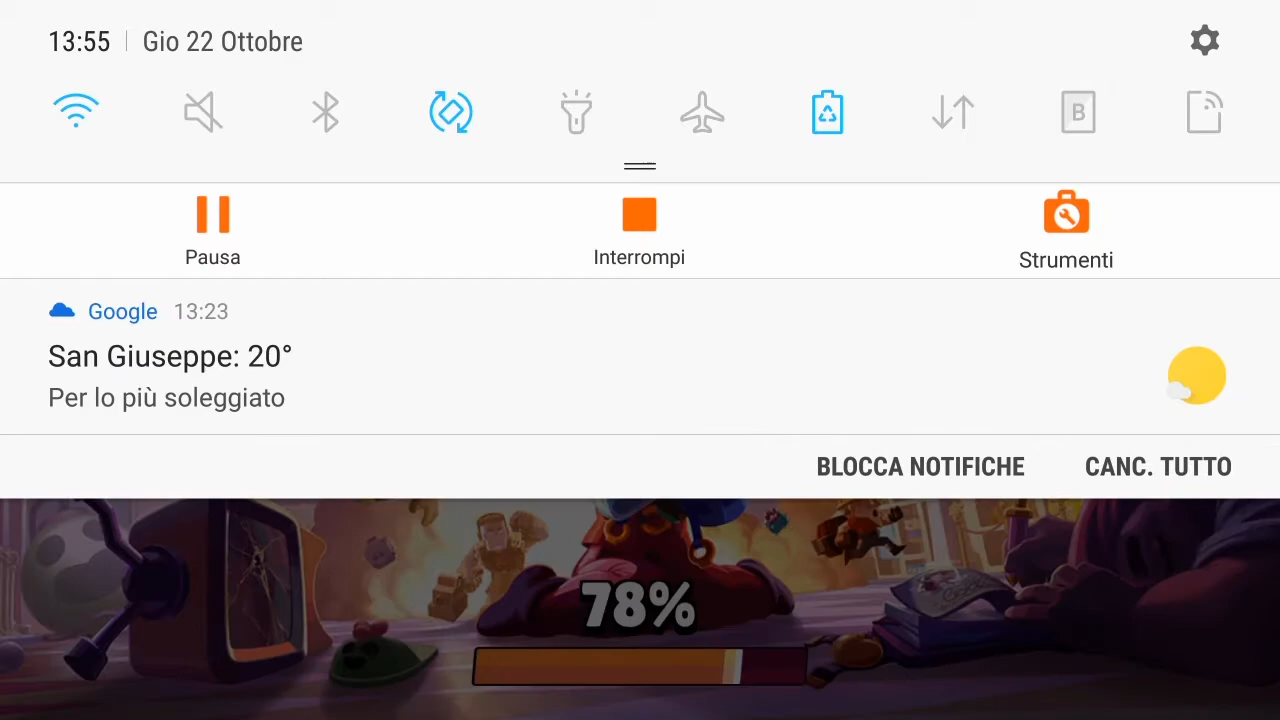 13:55 Gio 22 Ottobre
B
Pausa
Interrompi
Strumenti
Google 13:23
San Giuseppe: 20°
Per lo più soleggiato
BLOCCA NOTIFICHE CANC. TUTTO
78%